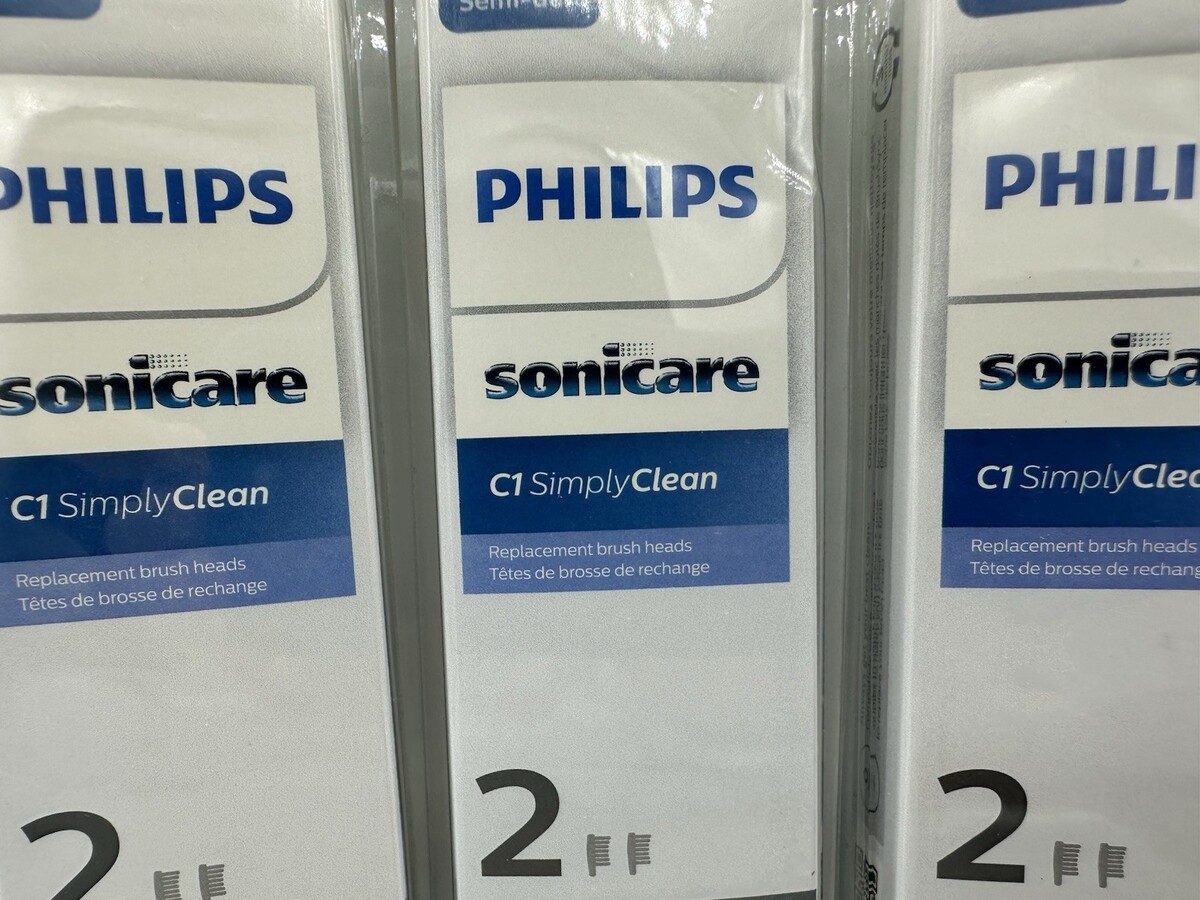 PHILIPS
sonicare
C1 SimplyClean
Replacement brush heads
Têtes de brosse de rechange
2
PHILIPS
sonicare
C1 SimplyClean
Replacement brush heads
Têtes de brosse de rechange
2
PHILI
sonica
C1 SimplyClea
Replacement brush heads
Têtes de brosse de rechang
2